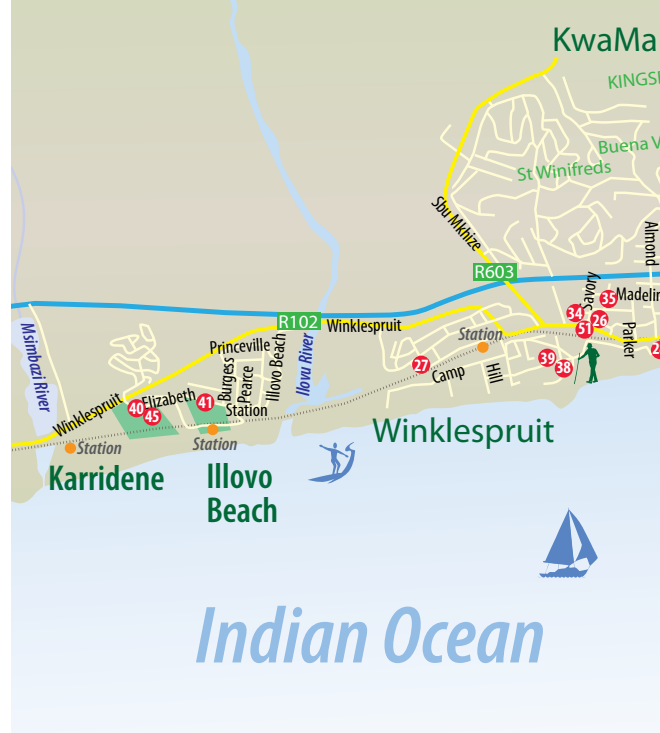 KwaMa
KINGS
Buena V
St Winifreds
Sbu Mkhize
Almond
R603
Savory
35
Madelin
34
26
51
Parker
R102
Winklespruit
Msimbazi River
Princeville
Illovo Beach
Ilovu River
Station
39
38
27
Camp
Hill
Burgess
Pearce
Winklespruit
40
Elizabeth
45
41
Station
Station
Station
Winklespruit
Karridene
Illovo
Beach
Indian Ocean